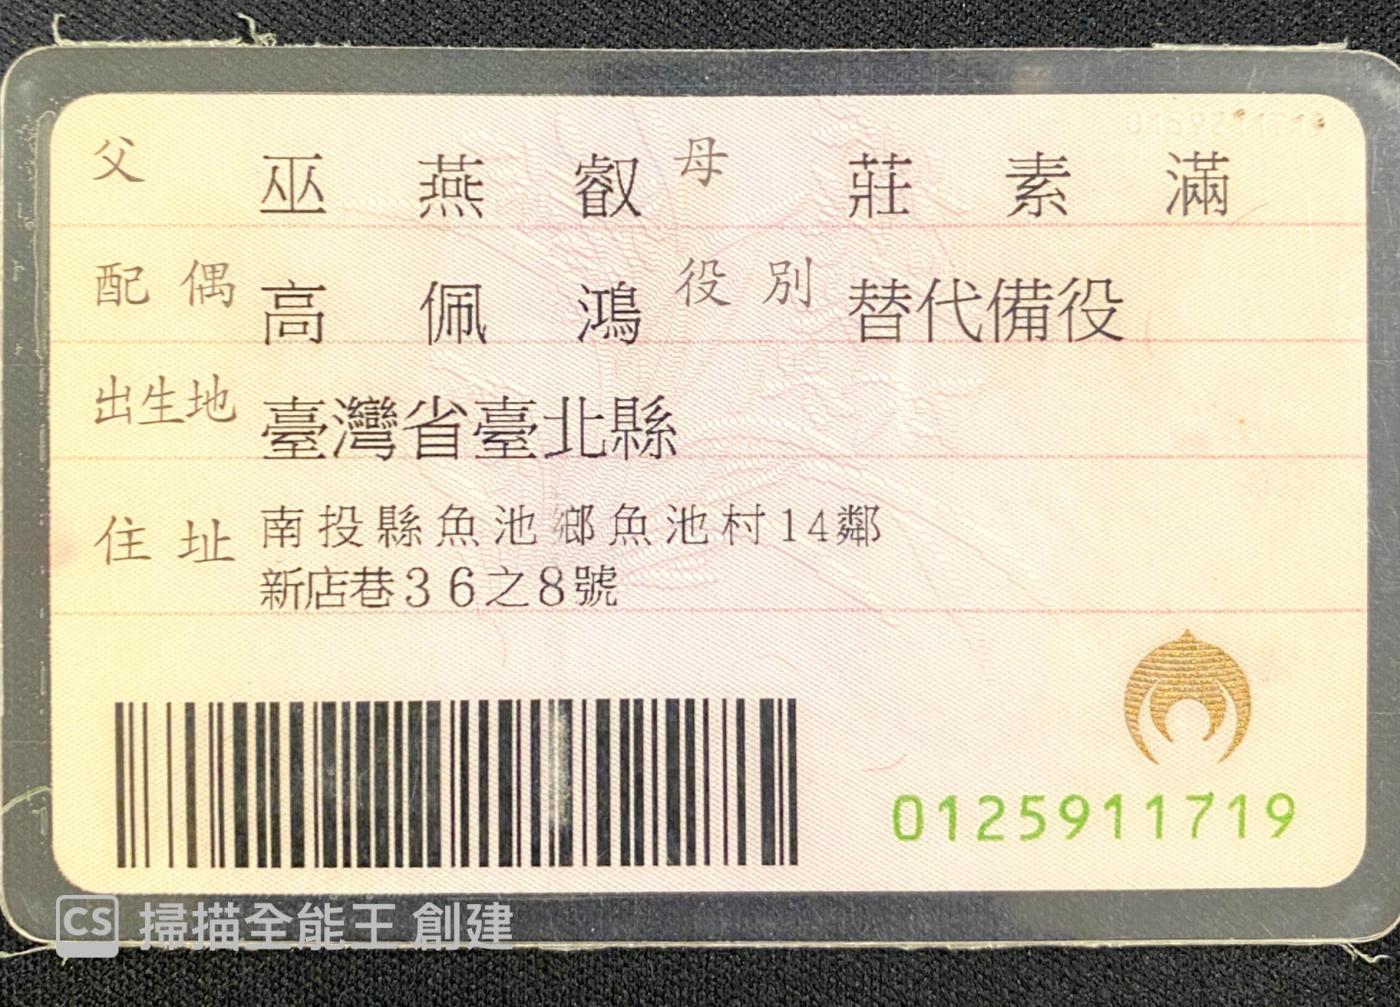 父 巫燕叡 母 莊素滿
配偶 高佩鴻 役別 替代備役
出生地 臺灣省臺北縣
住址 南投縣魚池鄉魚池村14鄰
新店巷36之8號
0125911719
CS 掃描全能王 創建